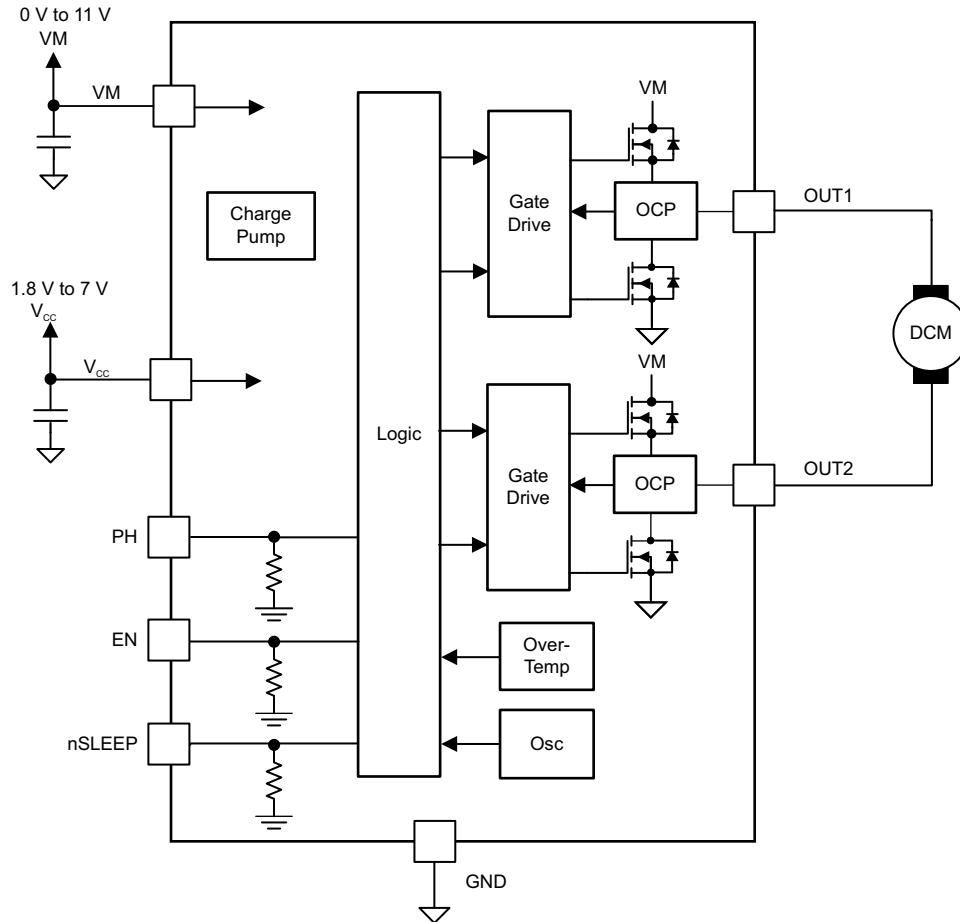 0 V to 11 V
VM
VM
VM
Charge
Pump
Gate
Drive
OCP
OUT1
1.8 V to 7 V
VCC
VCC
DCM
VM
Logic
Gate
Drive
OCP
OUT2
PH
EN
Over-
Temp
nSLEEP
Osc
GND